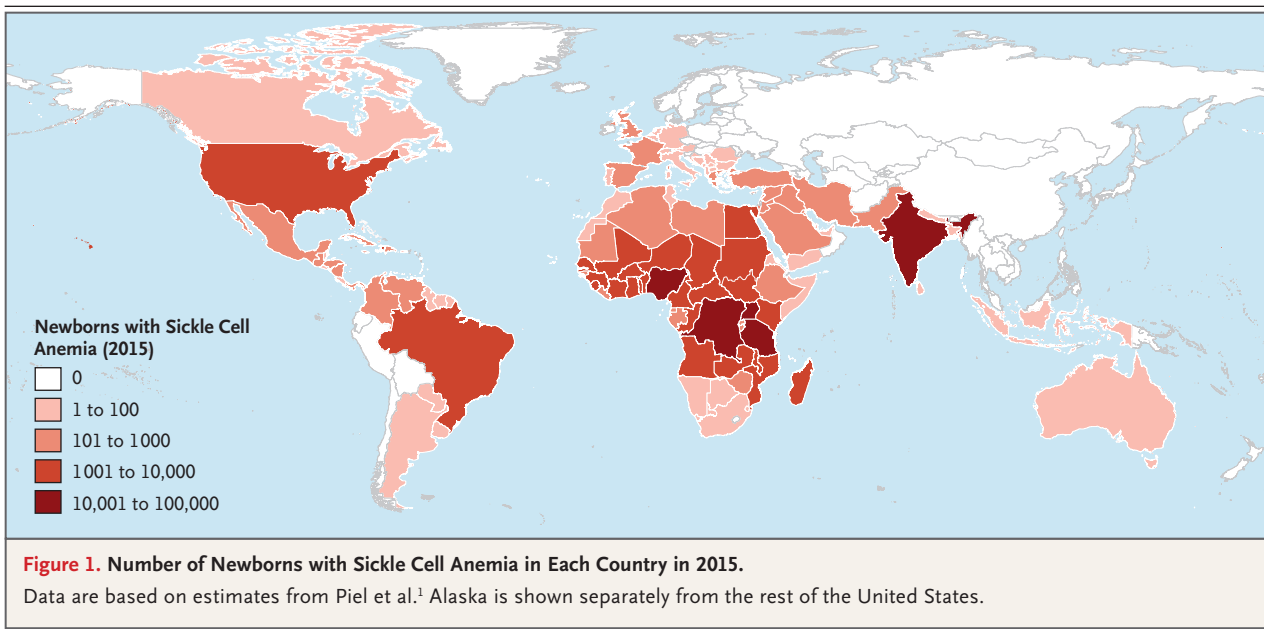 Newborns with Sickle Cell
Anemia (2015)
0
1 to 100
101 to 1000
1001 to 10,000
10,001 to 100,000
Figure 1. Number of Newborns with Sickle Cell Anemia in Each Country in 2015.
Data are based on estimates from Piel et al.¹ Alaska is shown separately from the rest of the United States.